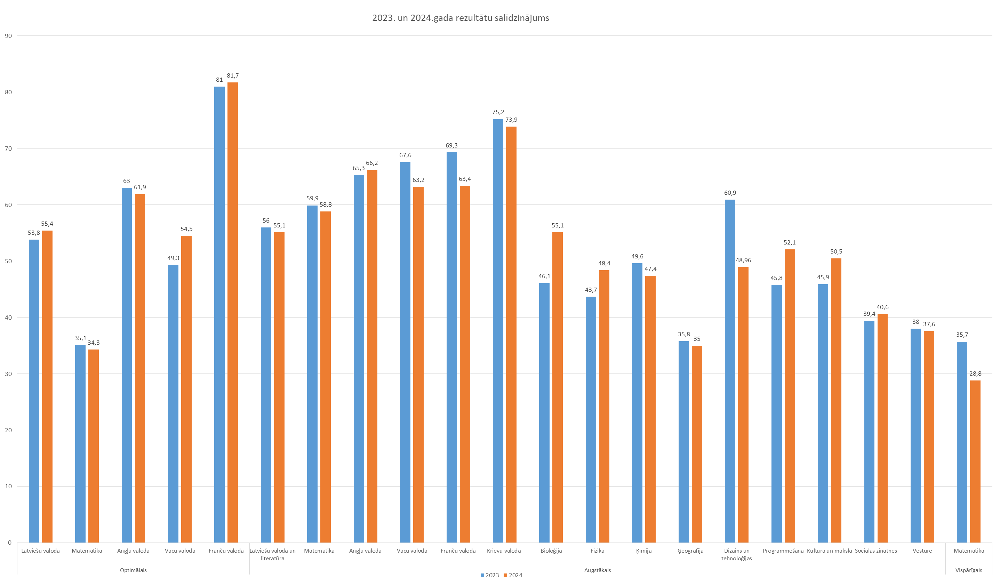 2023. un 2024.gada rezultātu salīdzinājums
90
80
70
60
50
40
30
20
10
0
53,8
55,4
35,1
34,3
63
61,9
49,3
54,5
81
81,7
56
55,1
59,9
58,8
65,3
66,2
67,6
63,2
69,3
63,4
75,2
73,9
46,1
55,1
43,7
48,4
49,6
47,4
35,8
35
60,9
48,96
45,8
52,1
45,9
50,5
39,4
40,6
38
37,6
35,7
28,8
Latviešu valoda
Matemātika
Angļu valoda
Vācu valoda
Franču valoda
Latviešu valoda un
literatūra
Matemātika
Angļu valoda
Vācu valoda
Franču valoda
Krievu valoda
Bioloģija
Fizika
Ķīmija
Ģeogrāfija
Dizains un
tehnoloģijas
Programmēšana
Kultūra un māksla
Sociālās zinātnes
Vēsture
Matemātika
Optimālais
Augstākais
Vispārīgais
2023
2024